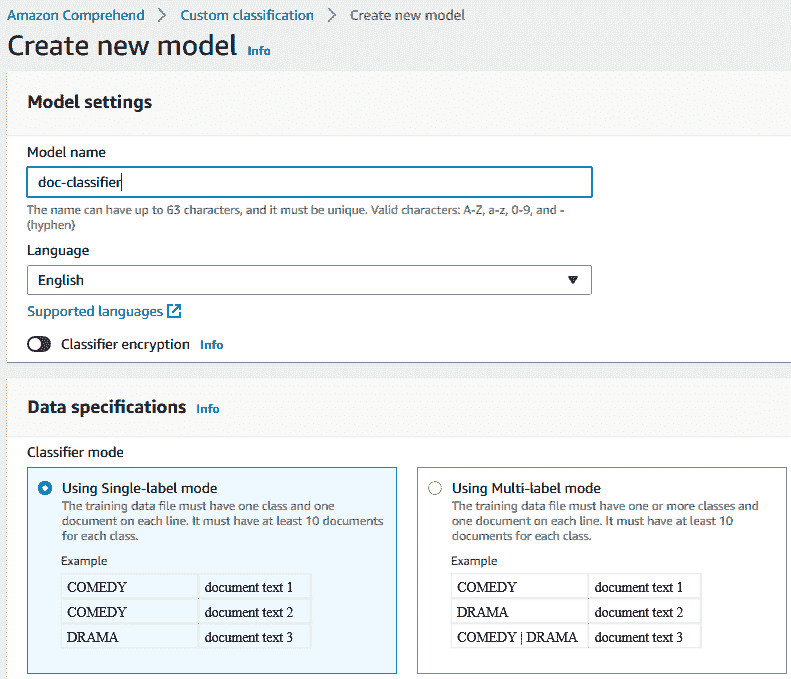 Amazon Comprehend > Custom classification > Create new model
Create new model Info
Model settings
Model name
doc-classifier
The name can have up to 63 characters, and it must be unique. Valid characters: A-Z, a-z, 0-9, and -
(hyphen)
Language
English
Supported languages
Classifier encryption Info
Data specifications Info
Classifier mode
Using Single-label mode
The training data file must have one class and one
document on each line. It must have at least 10 documents
for each class.
Example
COMEDY document text 1
COMEDY document text 2
DRAMA document text 3
Using Multi-label mode
The training data file must have one or more classes and
one document on each line. It must have at least 10
documents for each class.
Example
COMEDY document text 1
DRAMA document text 2
COMEDY | DRAMA document text 3